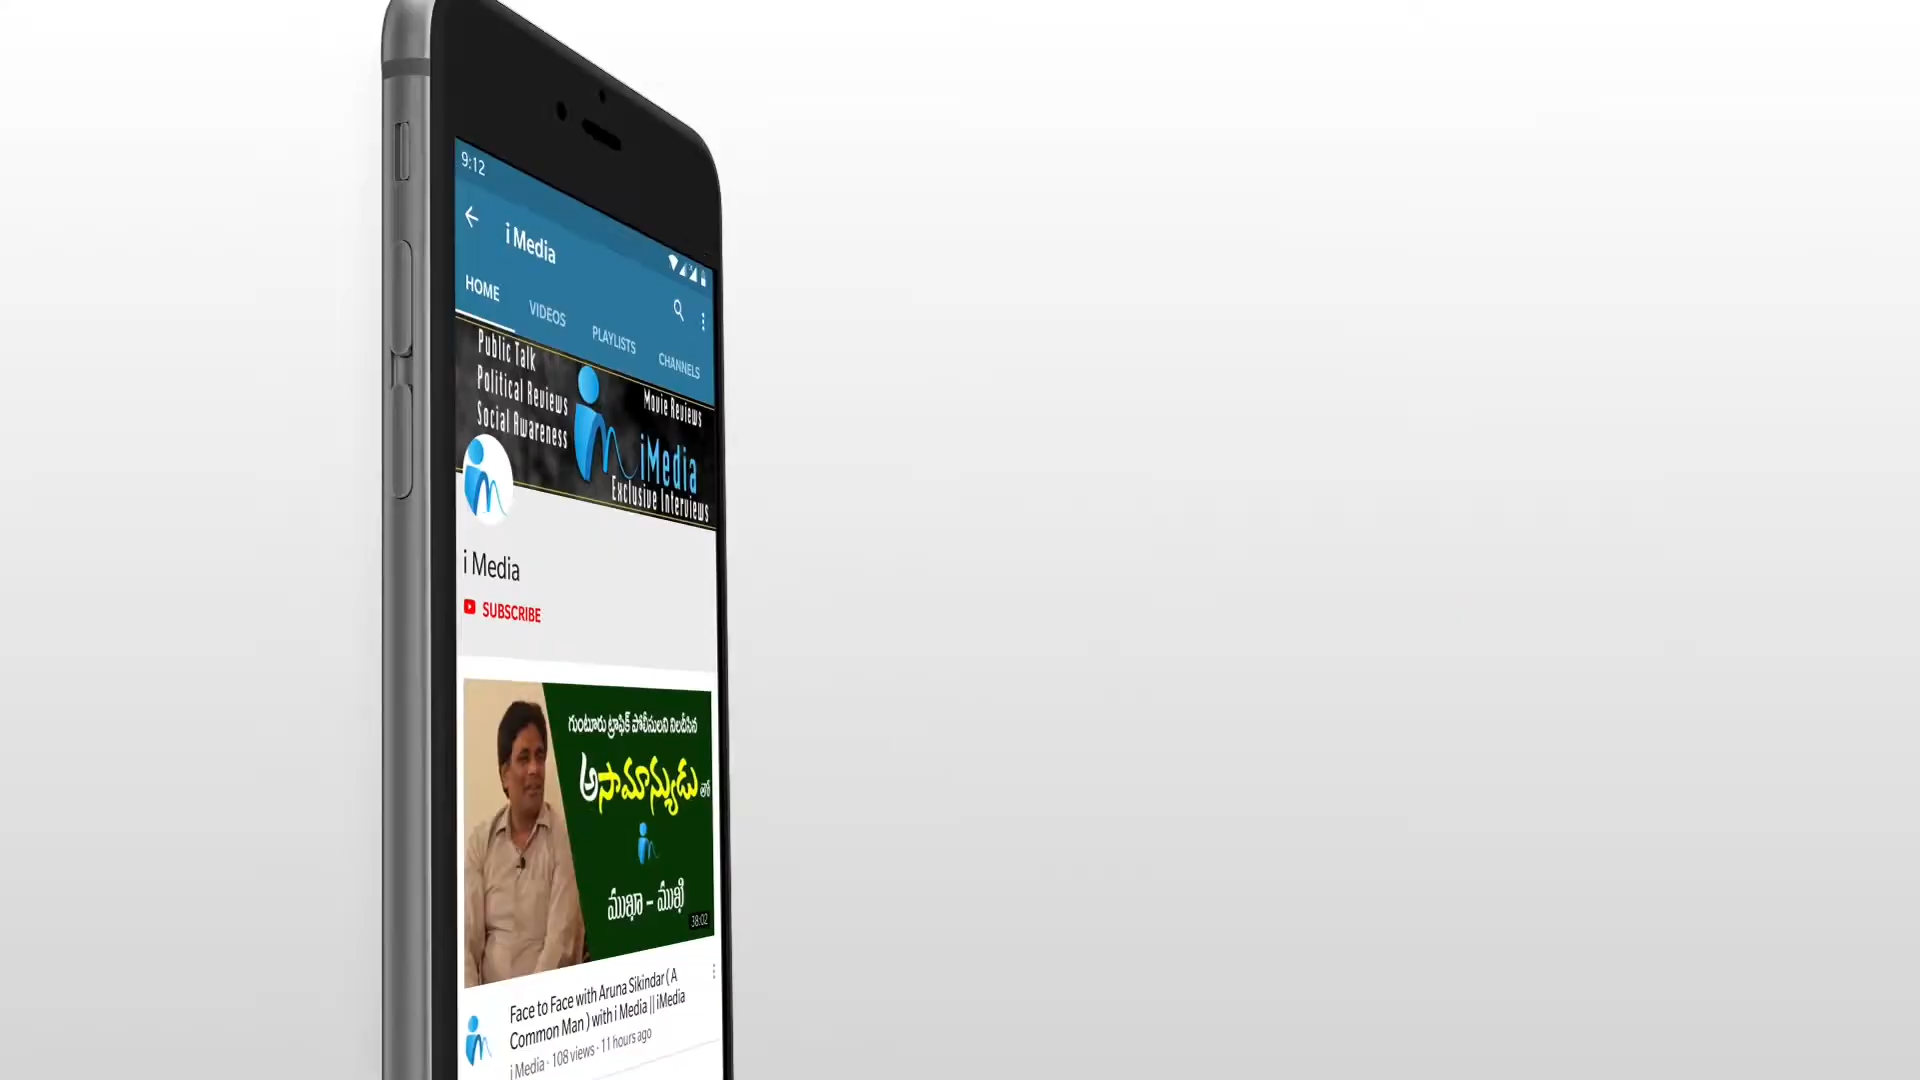 9:12
i Media
HOME
VIDEOS
PLAYLISTS
CHANNELS
Public Talk
Political Reviews
Social Awareness
Movie Reviews
iMedia
Exclusive Interviews
i Media
SUBSCRIBE
గుంటూరు ట్రాఫిక్ పోలీసులని నిలదీసిన
అసామాన్యుడు తో
ముఖా - ముఖి
38:02
Face to Face with Aruna Sikindar ( A
Common Man ) with i Media || iMedia
i Media · 108 views · 11 hours ago